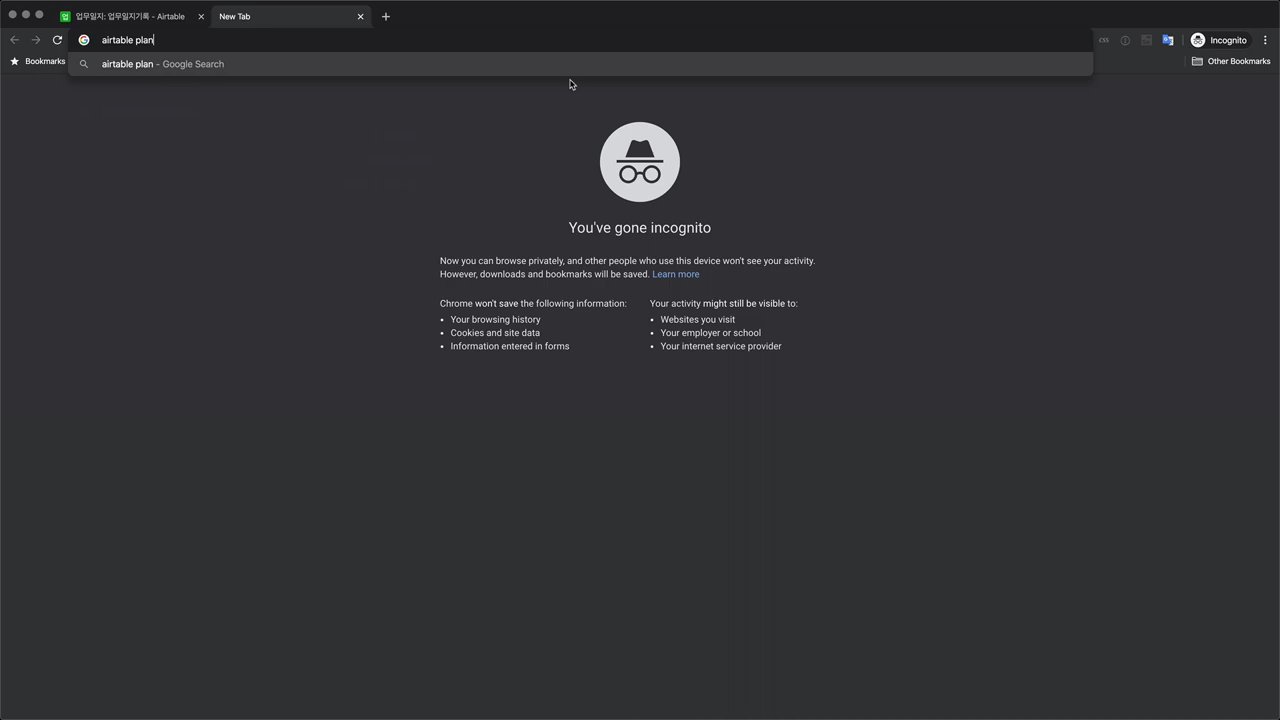 업 업무일지: 업무일지기록 - Airtable
New Tab
airtable plan
css
Incognito
Bookmarks
airtable plan - Google Search
Other Bookmarks
You've gone incognito
Now you can browse privately, and other people who use this device won't see your activity.
However, downloads and bookmarks will be saved. Learn more
Chrome won't save the following information:
• Your browsing history
• Cookies and site data
• Information entered in forms
Your activity might still be visible to:
• Websites you visit
• Your employer or school
• Your internet service provider